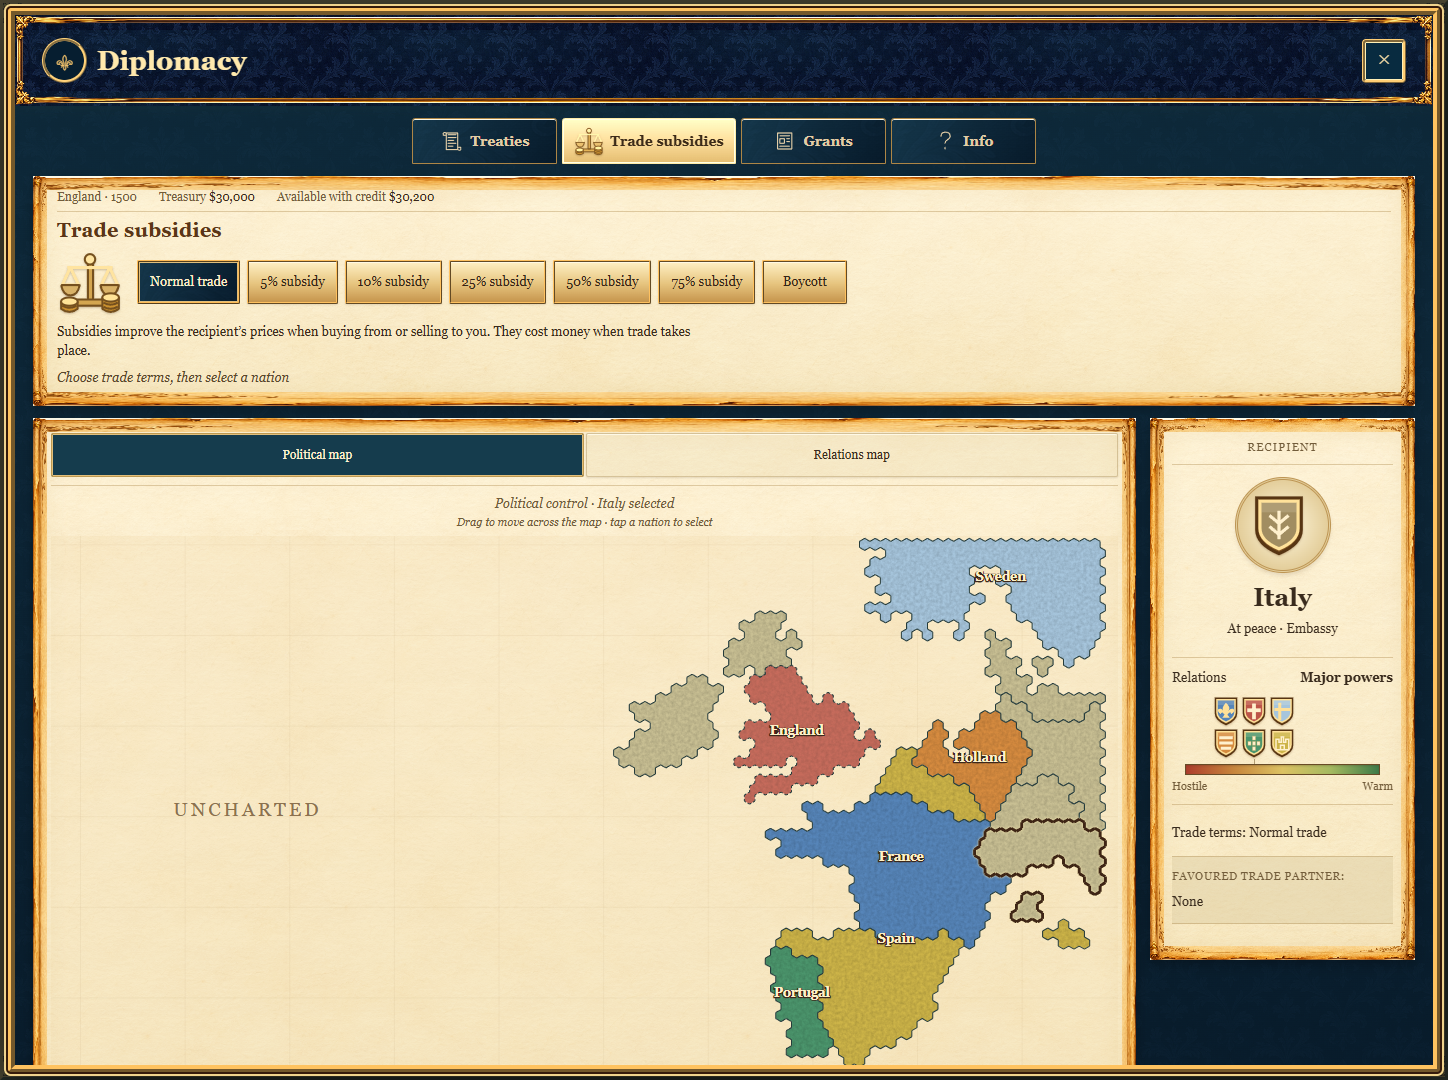 Diplomacy
×
Treaties
Trade subsidies
Grants
? Info
England · 1500 Treasury $30,000 Available with credit $30,200
Trade subsidies
Normal trade
5% subsidy
10% subsidy
25% subsidy
50% subsidy
75% subsidy
Boycott
Subsidies improve the recipient’s prices when buying from or selling to you. They cost money when trade takes
place.
Choose trade terms, then select a nation
Political map
Relations map
Political control · Italy selected
Drag to move across the map · tap a nation to select
Sweden
England
Holland
UNCHARTED
France
Spain
Portugal
RECIPIENT
Italy
At peace · Embassy
Relations Major powers
Hostile Warm
Trade terms: Normal trade
FAVOURED TRADE PARTNER:
None